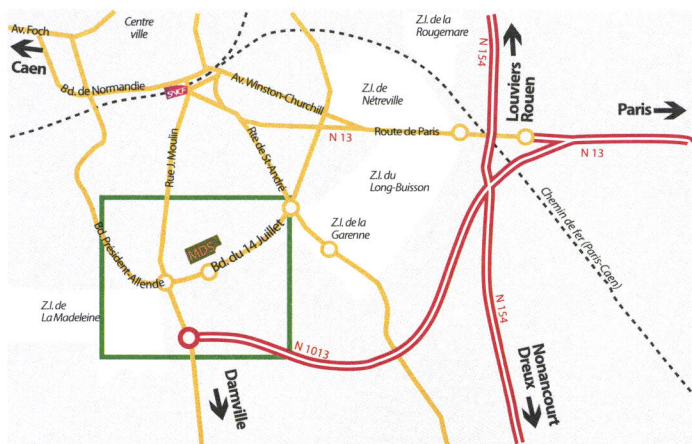 Av. Foch
Caen
Centre
ville
Bd. de Normandie
SNCF
Av. Winston-Churchill
Z.I. de
Nétreville
Z.I. de la
Rougemare
N 154
Louviers
Rouen
Paris
Route de Paris
N 13
N 13
Rue J. Moulin
Rte de St-André
Z.I. du
Long-Buisson
Chemin de fer (Paris-Caen)
Bd. Président-Allende
MDS
Bd. du 14 Juillet
Z.I. de la
Garenne
Z.I. de
La Madeleine
N 1013
N 154
Damville
Nonancourt
Dreux